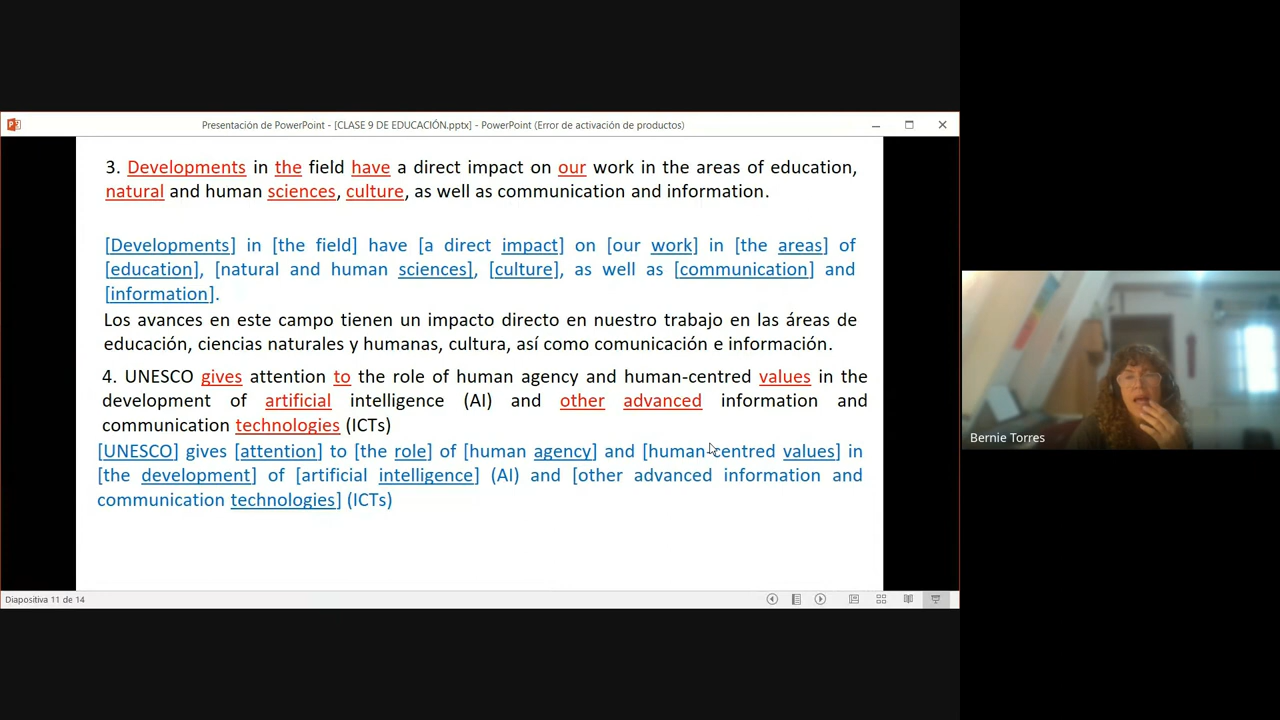 Presentación de PowerPoint - [CLASE 9 DE EDUCACIÓN.pptx] - PowerPoint (Error de activación de productos)
3. Developments in the field have a direct impact on our work in the areas of education,
natural and human sciences, culture, as well as communication and information.
[Developments] in [the field] have [a direct impact] on [our work] in [the areas] of
[education], [natural and human sciences], [culture], as well as [communication] and
[information].
Los avances en este campo tienen un impacto directo en nuestro trabajo en las áreas de
educación, ciencias naturales y humanas, cultura, así como comunicación e información.
4. UNESCO gives attention to the role of human agency and human-centred values in the
development of artificial intelligence (AI) and other advanced information and
communication technologies (ICTs)
[UNESCO] gives [attention] to [the role] of [human agency] and [human-centred values] in
[the development] of [artificial intelligence] (AI) and [other advanced information and
communication technologies] (ICTs)
Diapositiva 11 de 14
Bernie Torres